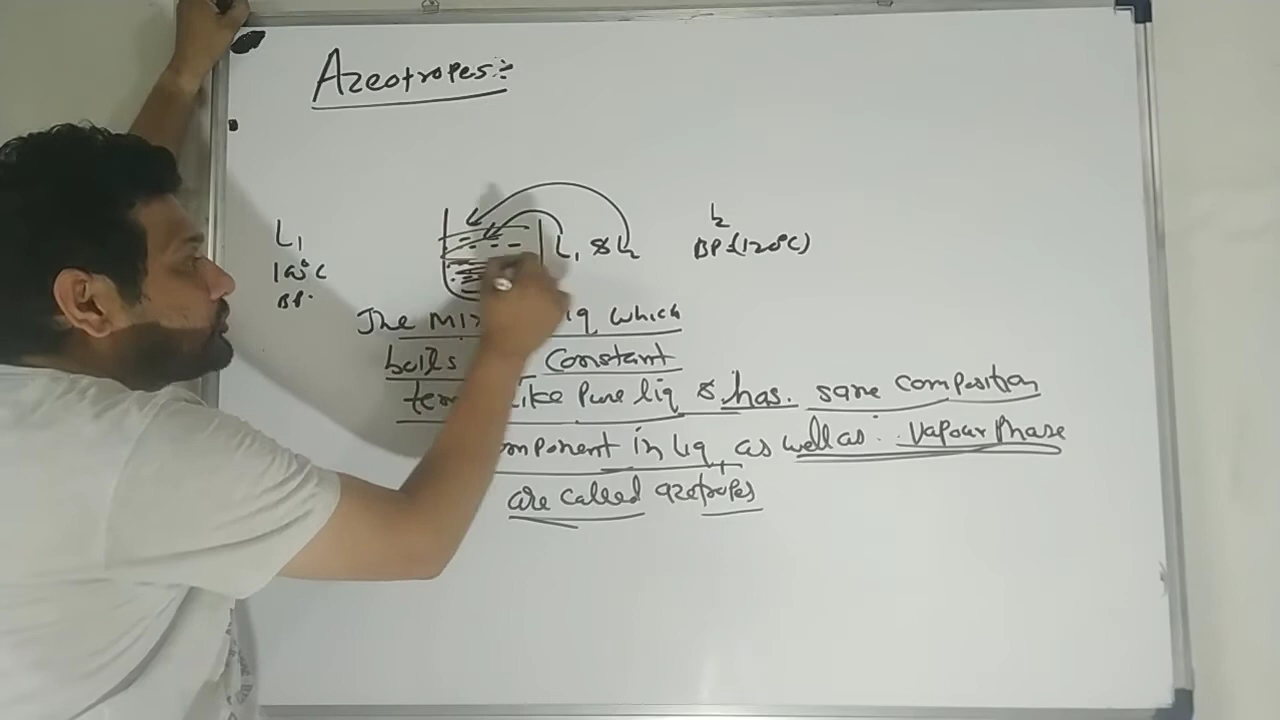 Azeotropes:-
L1
100°C
BP.
L1 & L2
L2
BP=(120°C)
The Mix liq which
boils Constant
tem like Pure liq & has. same composition
omponent in liq as well as . Vapour Phase
are called azeotropes